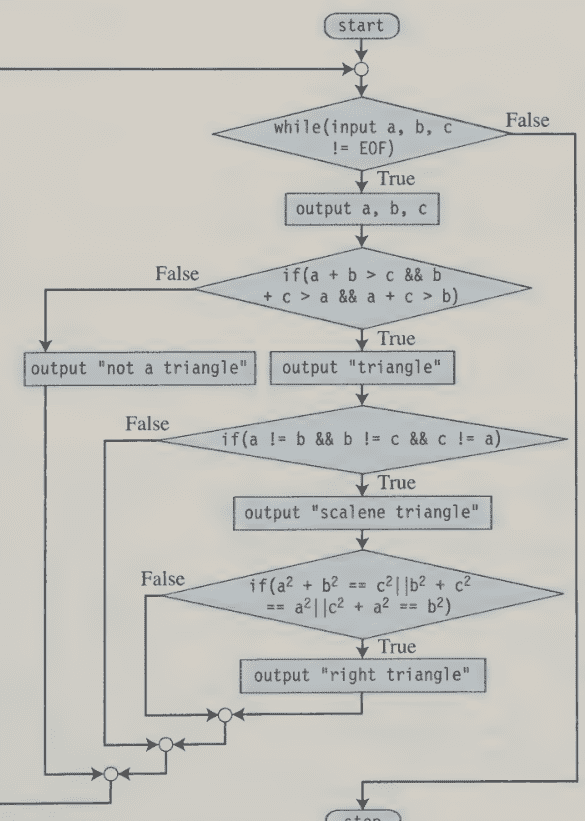 start
while(input a, b, c
!= EOF)
False
True
output a, b, c
if(a + b > c && b
+ c > a && a + c > b)
False
True
output "not a triangle"
output "triangle"
if(a != b && b != c && c != a)
False
True
output "scalene triangle"
if(a² + b² == c²||b² + c²
== a²||c² + a² == b²)
False
True
output "right triangle"
stop